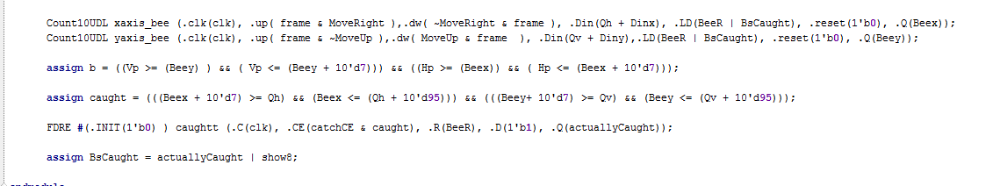 Count10UDL xaxis_bee (.clk(clk), .up( frame & MoveRight ),.dw( ~MoveRight & frame ), .Din(Qh + Dinx), .LD(BeeR | BsCaught), .reset(1'b0), .Q(Beex));
Count10UDL yaxis_bee (.clk(clk), .up( frame & ~MoveUp ),.dw( MoveUp & frame  ), .Din(Qv + Diny),.LD(BeeR | BsCaught), .reset(1'b0), .Q(Beey));
assign b = ((Vp >= (Beey) ) && ( Vp <= (Beey + 10'd7))) && ((Hp >= (Beex)) && ( Hp <= (Beex + 10'd7)));
assign caught = (((Beex + 10'd7) >= Qh) && (Beex <= (Qh + 10'd95))) && (((Beey+ 10'd7) >= Qv) && (Beey <= (Qv + 10'd95)));
FDRE #(.INIT(1'b0) ) caughtt (.C(clk), .CE(catchCE & caught), .R(BeeR), .D(1'b1), .Q(actuallyCaught));
assign BsCaught = actuallyCaught | show8;